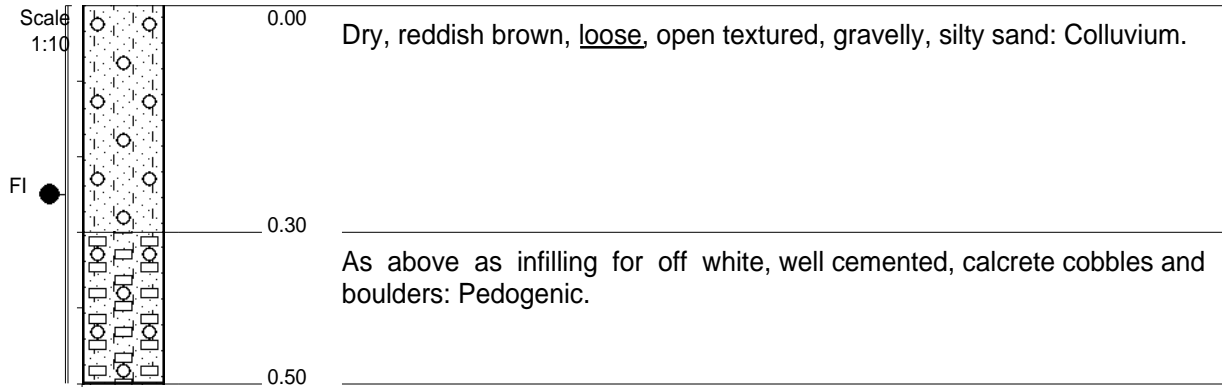 Scale
1:10
0.00
Dry, reddish brown, loose, open textured, gravelly, silty sand: Colluvium.
FI
0.30
As above as infilling for off white, well cemented, calcrete cobbles and
boulders: Pedogenic.
0.50